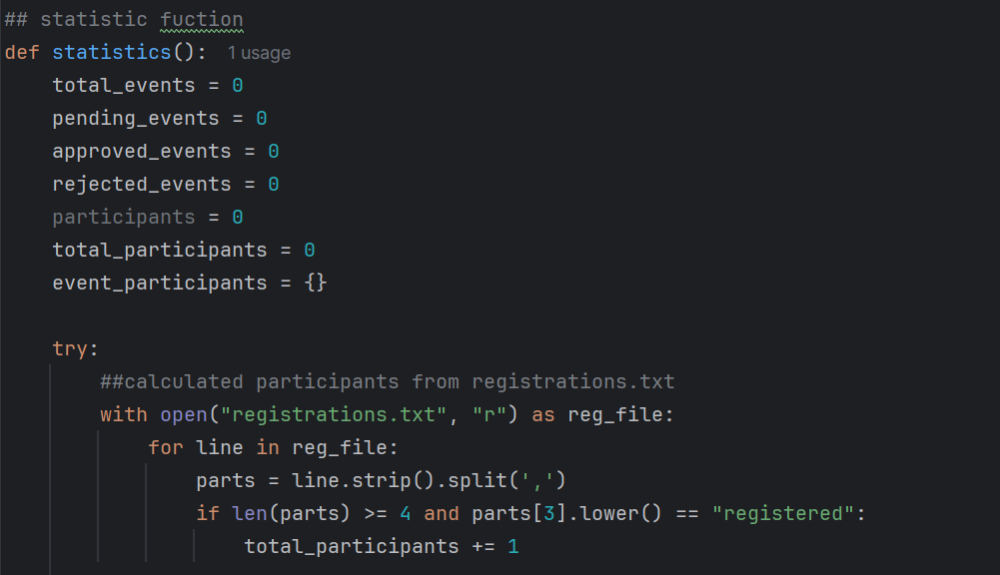 ## statistic fuction
def statistics(): 1 usage
    total_events = 0
    pending_events = 0
    approved_events = 0
    rejected_events = 0
    participants = 0
    total_participants = 0
    event_participants = {}

    try:
        ##calculated participants from registrations.txt
        with open("registrations.txt", "r") as reg_file:
            for line in reg_file:
                parts = line.strip().split(',')
                if len(parts) >= 4 and parts[3].lower() == "registered":
                    total_participants += 1